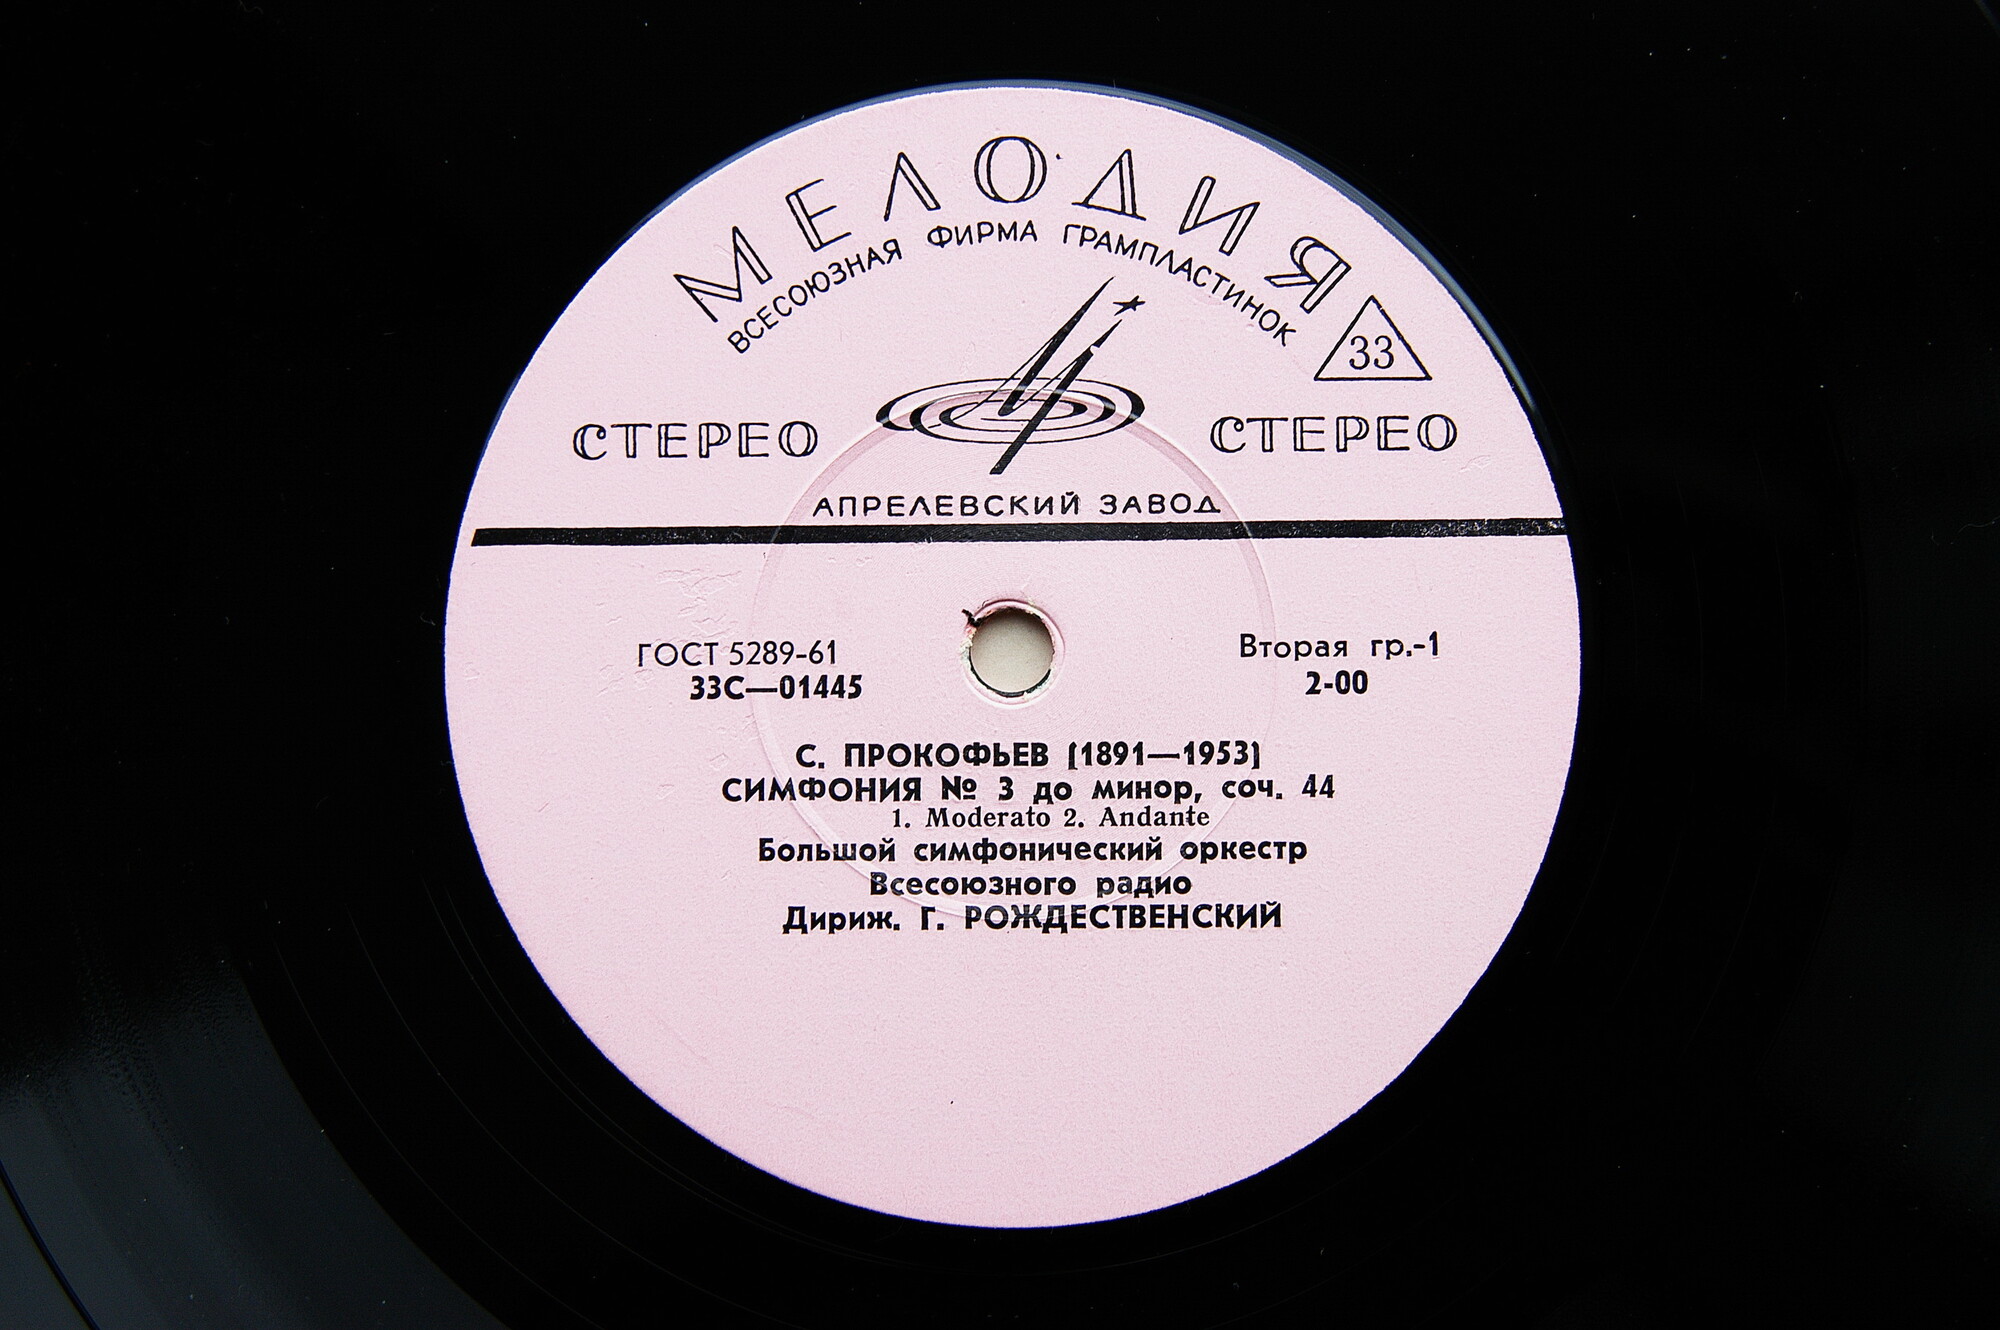 МЕЛОДИЯ
ВСЕСОЮЗНАЯ ФИРМА ГРАМПЛАСТИНОК
33
СТЕРЕО СТЕРЕО
АПРЕЛЕВСКИЙ ЗАВОД
ГОСТ 5289-61 Вторая гр.-1
33С—01445 2-00
С. ПРОКОФЬЕВ (1891—1953)
СИМФОНИЯ № 3 до минор, соч. 44
1. Moderato 2. Andante
Большой симфонический оркестр
Всесоюзного радио
Дириж. Г. РОЖДЕСТВЕНСКИЙ